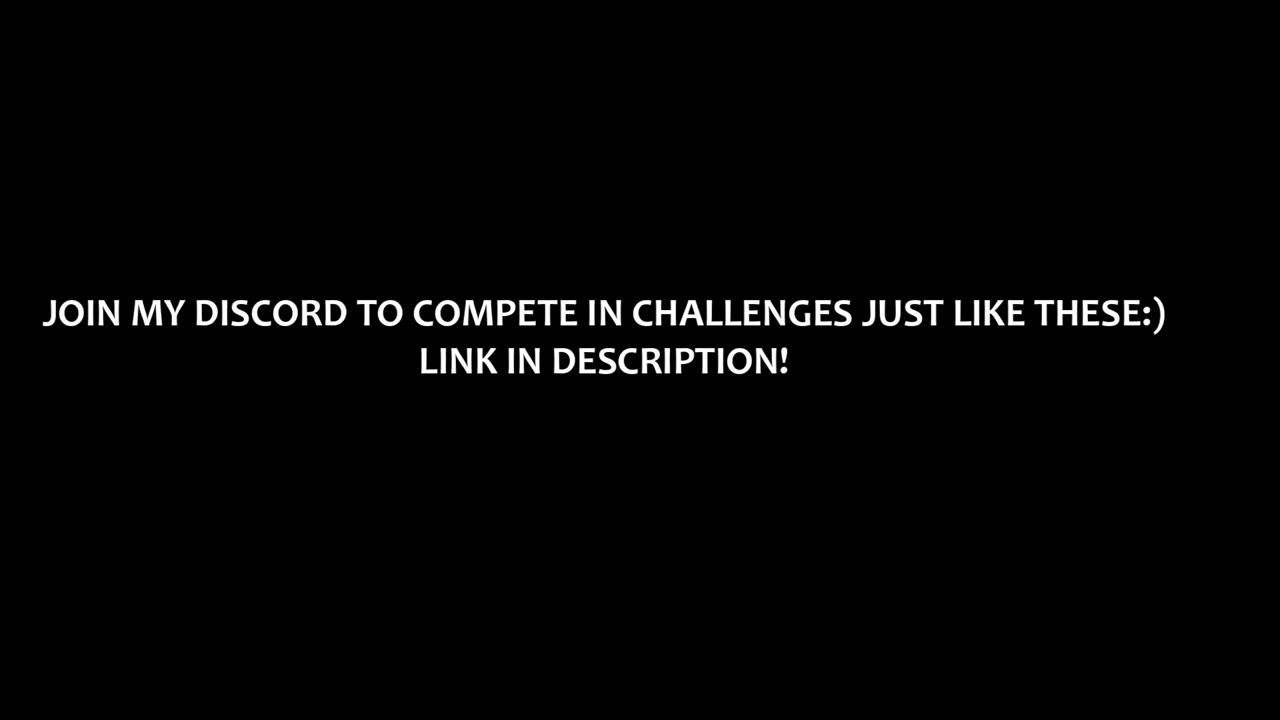 JOIN MY DISCORD TO COMPETE IN CHALLENGES JUST LIKE THESE:)
LINK IN DESCRIPTION!